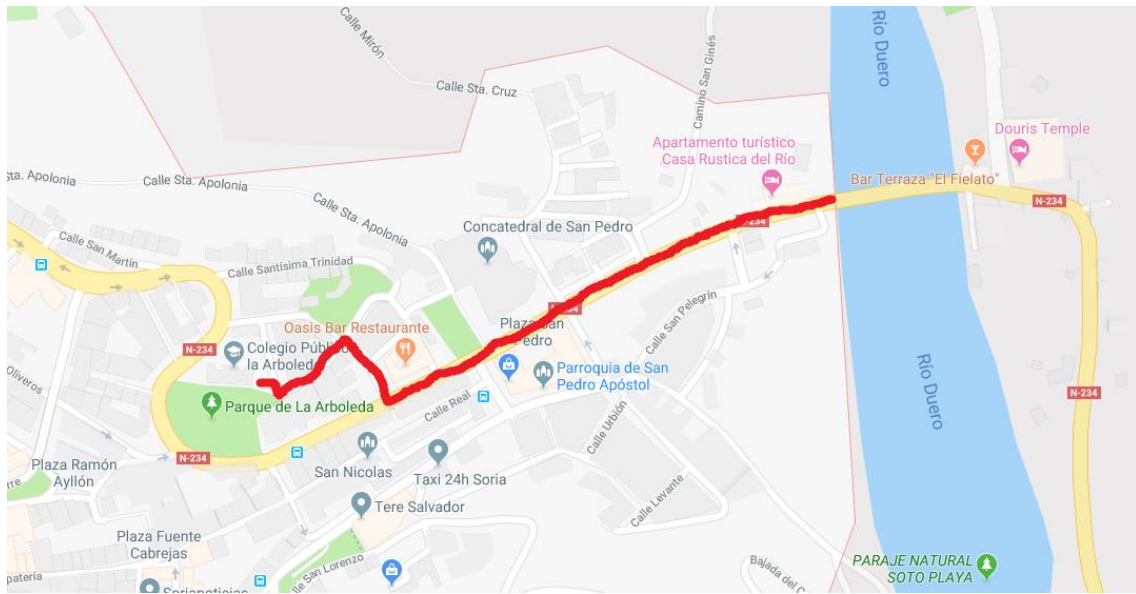 Río Duero
Calle Mirón
Camino San Ginés
Calle Sta. Cruz
Río Duero
Douris Temple
Apartamento turístico
Casa Rustica del Río
Bar Terraza "El Fielato"
Sta. Apolonia
Calle Sta. Apolonia
N-234
Calle Sta. Apolonia
Concatedral de San Pedro
Calle San Martín
Calle Santísima Trinidad
Calle San Pelegrín
Oasis Bar Restaurante
Plaza San
Pedro
N-234
Colegio Público
la Arboleda
Parroquia de San
Pedro Apóstol
Río Duero
Oliveros
Parque de La Arboleda
Calle Real
N-234
Calle Urbión
N-234
Plaza Ramón
Ayllón
San Nicolas
Taxi 24h Soria
Calle Levante
Tere Salvador
Plaza Fuente
Cabrejas
Calle San Lorenzo
PARAJE NATURAL
SOTO PLAYA
Bajada del